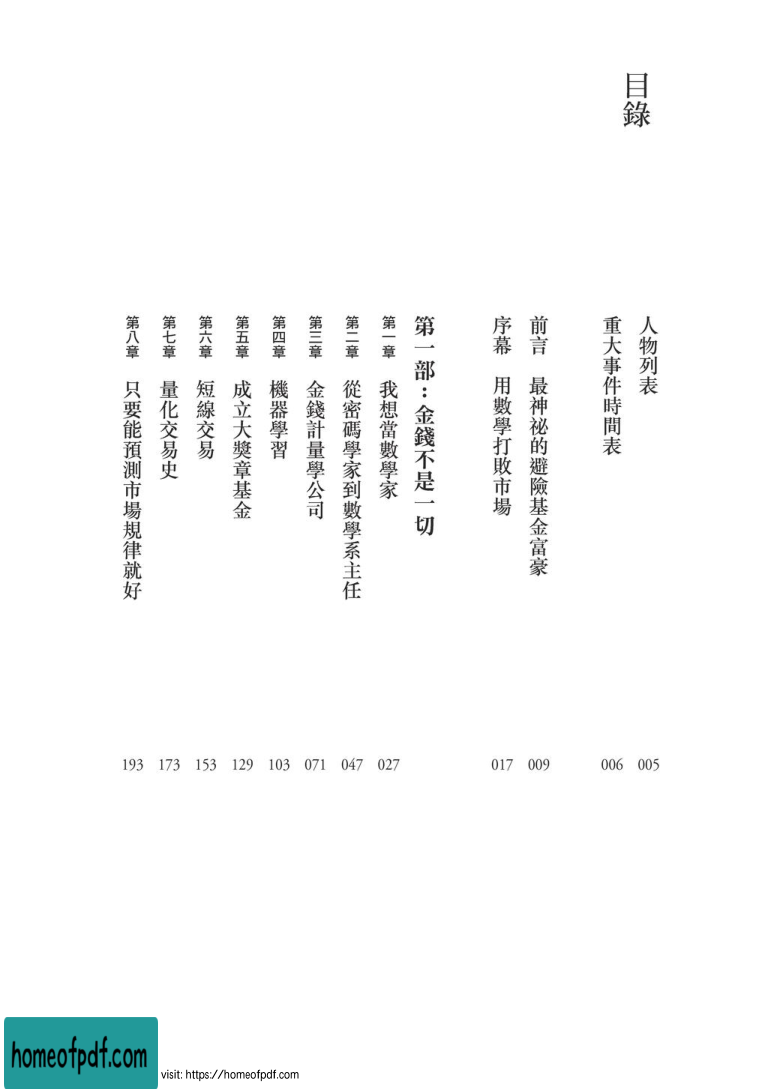 目錄
人物列表 005
重大事件時間表 006
前言 最神祕的避險基金富豪 009
序幕 用數學打敗市場 017
第一部：金錢不是一切
第一章 我想當數學家 027
第二章 從密碼學家到數學系主任 047
第三章 金錢計量學公司 071
第四章 機器學習 103
第五章 成立大獎章基金 129
第六章 短線交易 153
第七章 量化交易史 173
第八章 只要能預測市場規律就好 193
homeofpdf.com
visit: https://homeofpdf.com